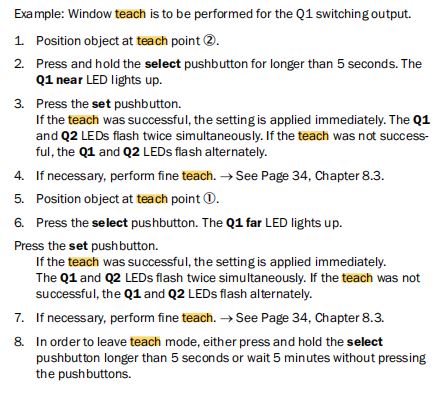 Example: Window teach is to be performed for the Q1 switching output.
1. Position object at teach point ②.
2. Press and hold the select pushbutton for longer than 5 seconds. The
Q1 near LED lights up.
3. Press the set pushbutton.
If the teach was successful, the setting is applied immediately. The Q1
and Q2 LEDs flash twice simultaneously. If the teach was not success-
ful, the Q1 and Q2 LEDs flash alternately.
4. If necessary, perform fine teach. → See Page 34, Chapter 8.3.
5. Position object at teach point ①.
6. Press the select pushbutton. The Q1 far LED lights up.
Press the set pushbutton.
If the teach was successful, the setting is applied immediately.
The Q1 and Q2 LEDs flash twice simultaneously. If the teach was not
successful, the Q1 and Q2 LEDs flash alternately.
7. If necessary, perform fine teach. → See Page 34, Chapter 8.3.
8. In order to leave teach mode, either press and hold the select
pushbutton longer than 5 seconds or wait 5 minutes without pressing
the pushbuttons.